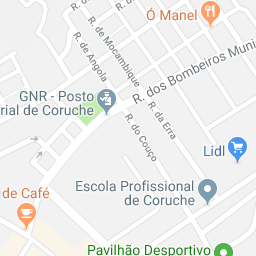 Ó Manel
R. de Moçambique
R. de Angola
R. dos Bombeiros Muni
GNR - Posto
rial de Coruche
R. da Erra
R. do Couço
Lidl
Escola Profissional
de Coruche
de Café
Pavilhão Desportivo